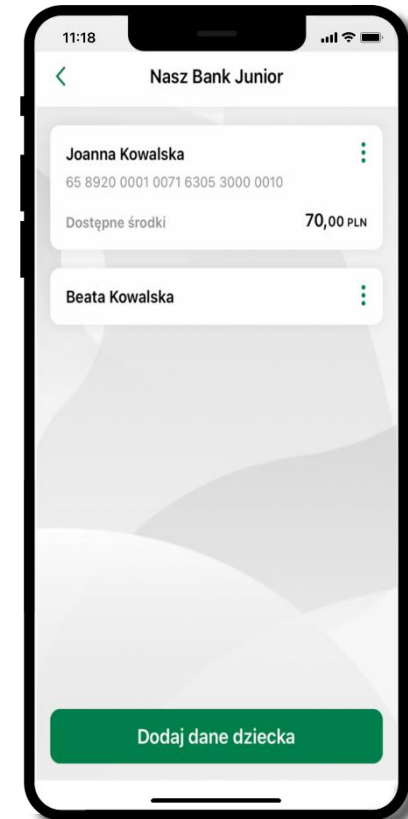 11:18
Nasz Bank Junior
Joanna Kowalska
65 8920 0001 0071 6305 3000 0010
Dostępne środki 70,00 PLN
Beata Kowalska
Dodaj dane dziecka